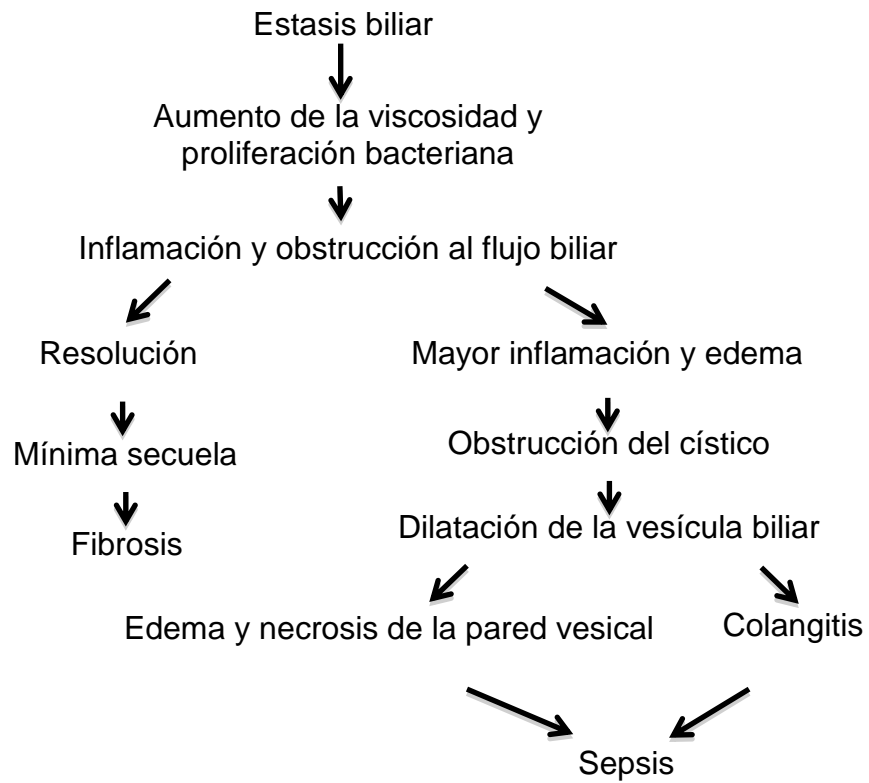 Estasis biliar
Aumento de la viscosidad y
proliferación bacteriana
Inflamación y obstrucción al flujo biliar
Resolución
Mayor inflamación y edema
Mínima secuela
Obstrucción del cístico
Fibrosis
Dilatación de la vesícula biliar
Edema y necrosis de la pared vesical
Colangitis
Sepsis